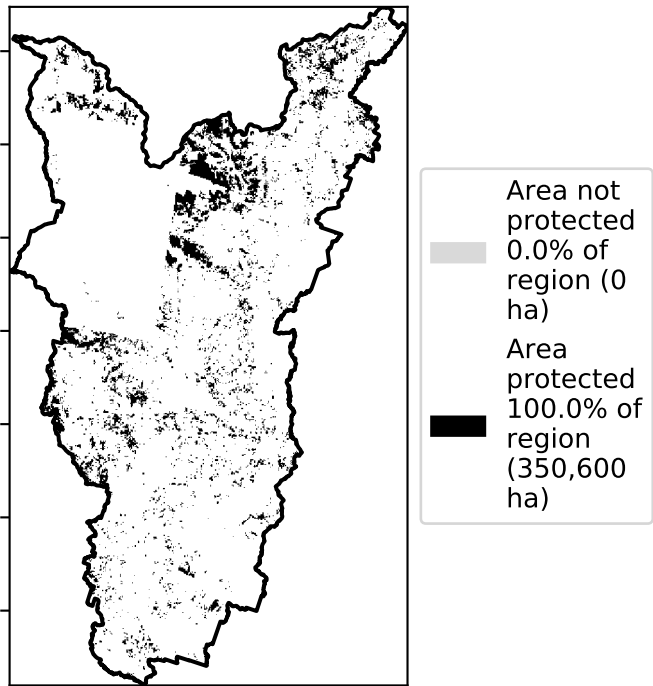 Area not
protected
0.0% of
region (0
ha)
Area
protected
100.0% of
region
(350,600
ha)